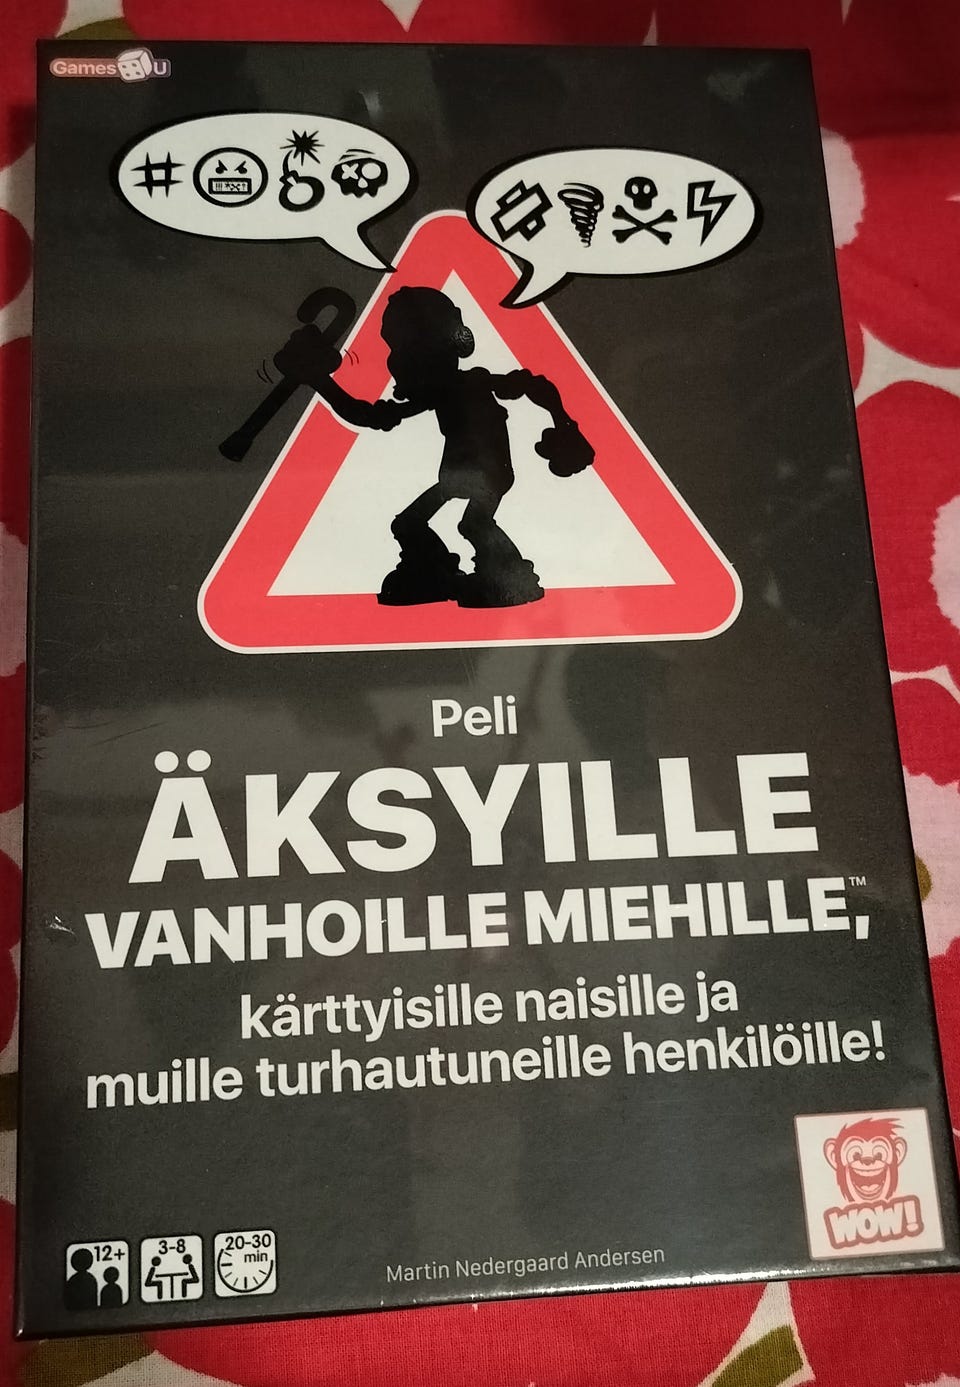 Games U
Peli
ÄKSYILLE
VANHOILLE MIEHILLE,™
kärttyisille naisille ja
muille turhautuneille henkilöille!
WOW!
12+
3-8
20-30
min
Martin Nedergaard Andersen